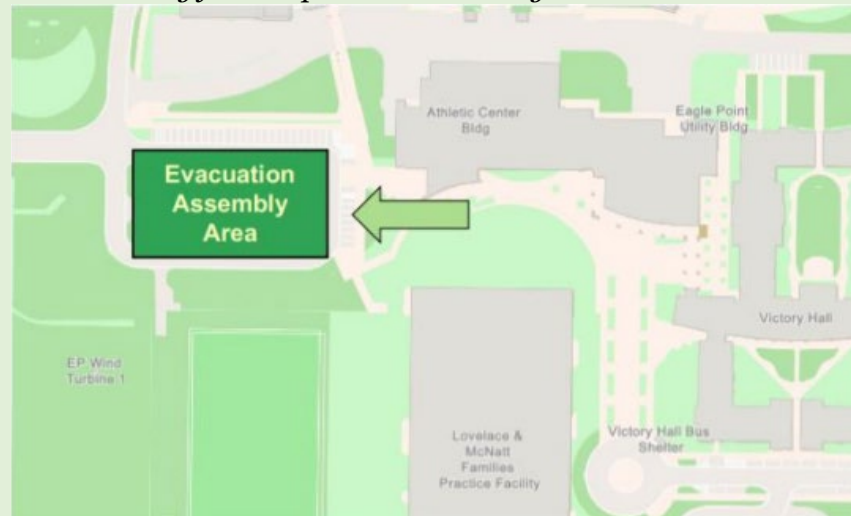 Athletic Center
Bldg
Eagle Point
Utility Bldg
Evacuation
Assembly
Area
Victory Hall
EP Wind
Turbine 1
Lovelace &
McNatt
Families
Practice Facility
Victory Hall Bus
Shelter